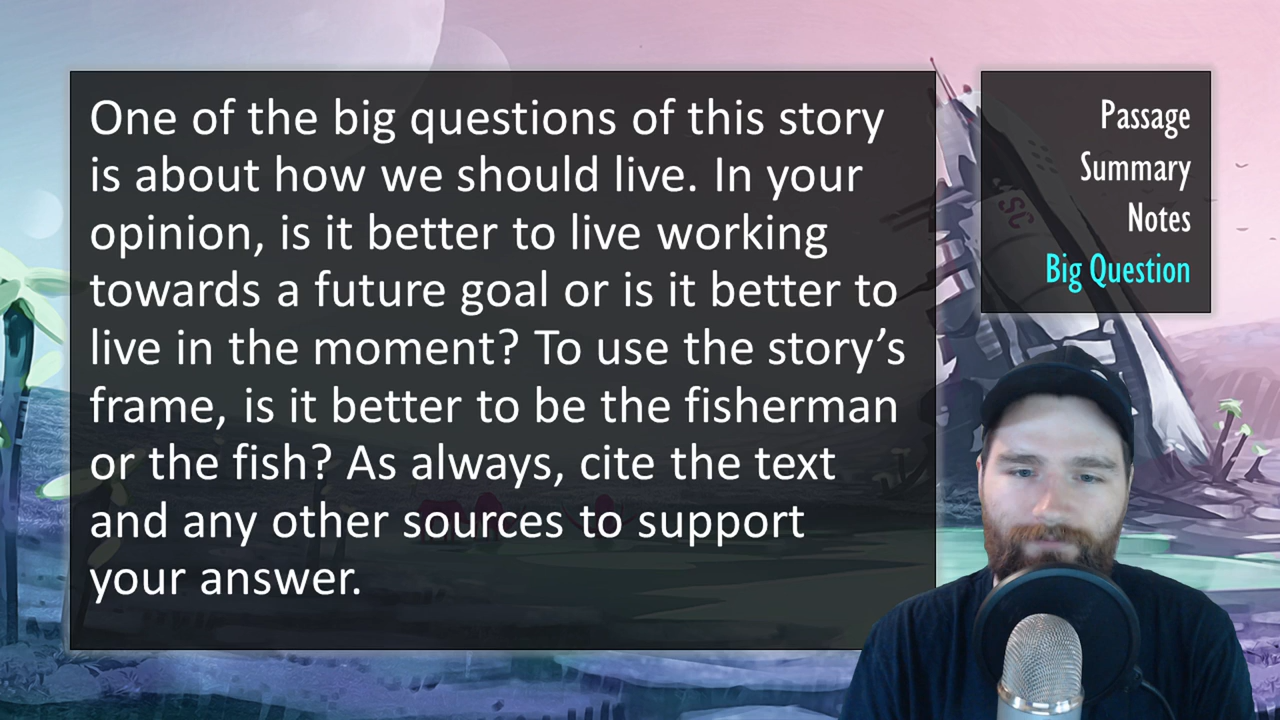 One of the big questions of this story
is about how we should live. In your
opinion, is it better to live working
towards a future goal or is it better to
live in the moment? To use the story’s
frame, is it better to be the fisherman
or the fish? As always, cite the text
and any other sources to support
your answer.
Passage
Summary
Notes
Big Question